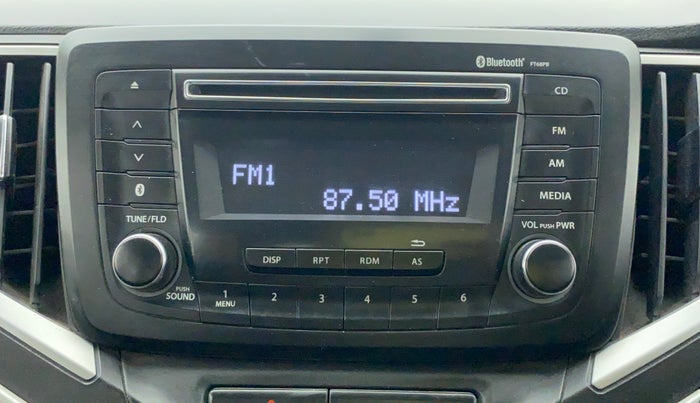 Bluetooth® FT68PB
CD
FM
AM
MEDIA
FM1
87.50 MHz
TUNE/FLD
VOL PUSH PWR
DISP RPT RDM AS
PUSH
SOUND
1 2 3 4 5 6
MENU